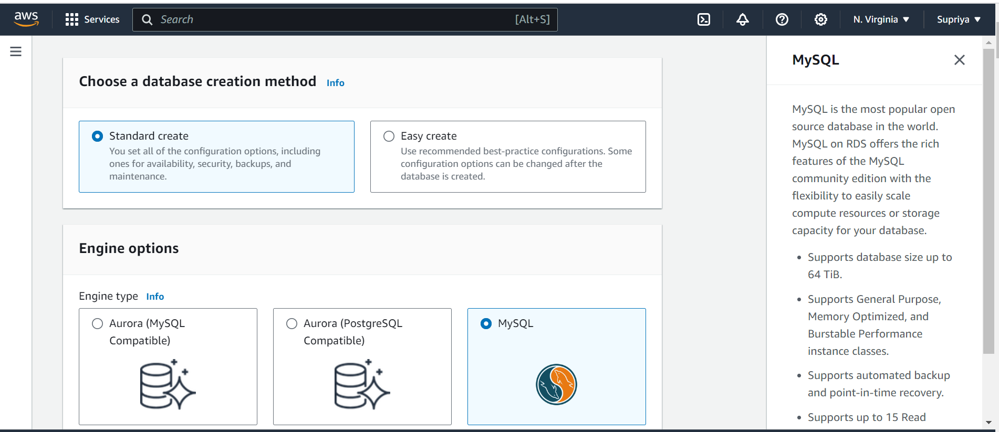 aws
Services
Search [Alt+S]
N. Virginia
Supriya
Choose a database creation method Info
Standard create
You set all of the configuration options, including
ones for availability, security, backups, and
maintenance.
Easy create
Use recommended best-practice configurations. Some
configuration options can be changed after the
database is created.
Engine options
Engine type Info
Aurora (MySQL
Compatible)
Aurora (PostgreSQL
Compatible)
MySQL
MySQL
MySQL is the most popular open
source database in the world.
MySQL on RDS offers the rich
features of the MySQL
community edition with the
flexibility to easily scale
compute resources or storage
capacity for your database.
• Supports database size up to
64 TiB.
• Supports General Purpose,
Memory Optimized, and
Burstable Performance
instance classes.
• Supports automated backup
and point-in-time recovery.
• Supports up to 15 Read